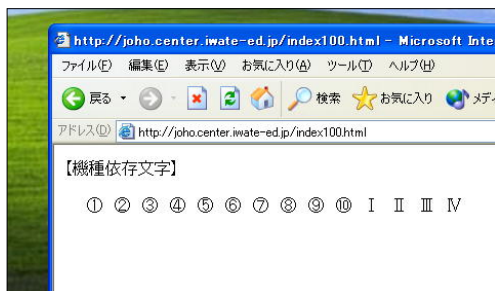 http://joho.center.iwate-ed.jp/index100.html - Microsoft Inte
ファイル(F) 編集(E) 表示(V) お気に入り(A) ツール(T) ヘルプ(H)
戻る 検索 お気に入り メディ
アドレス(D) http://joho.center.iwate-ed.jp/index100.html
【機種依存文字】
① ② ③ ④ ⑤ ⑥ ⑦ ⑧ ⑨ ⑩ Ⅰ Ⅱ Ⅲ Ⅳ